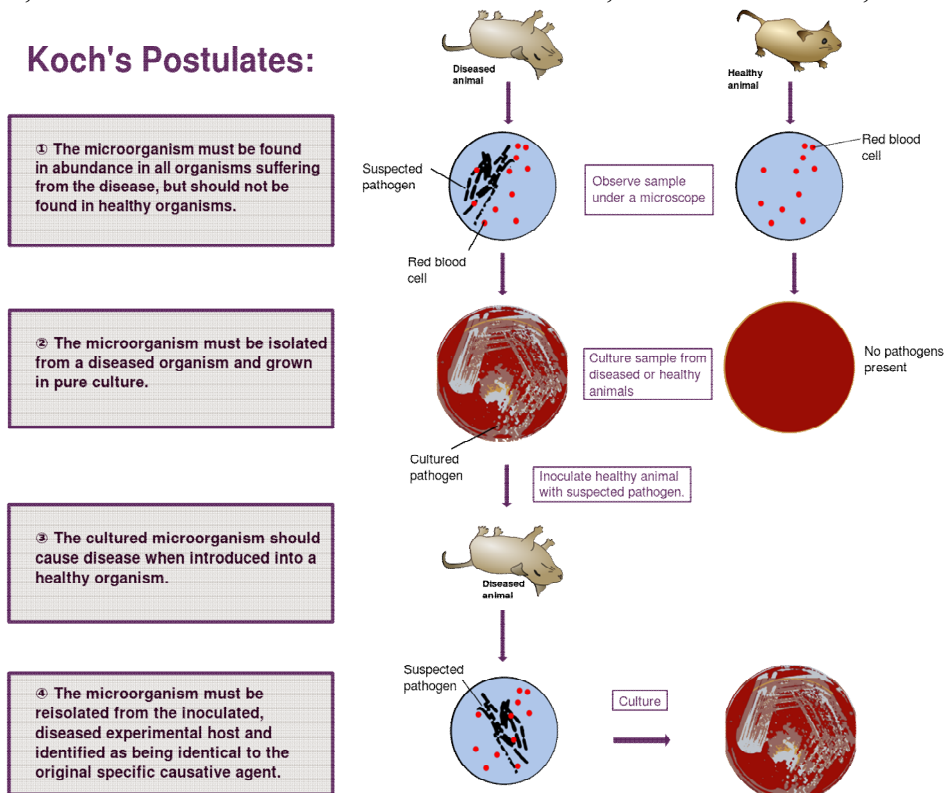 Koch's Postulates:
Diseased
animal
Healthy
animal
① The microorganism must be found
in abundance in all organisms suffering
from the disease, but should not be
found in healthy organisms.
Suspected
pathogen
Red blood
cell
Observe sample
under a microscope
Red blood
cell
② The microorganism must be isolated
from a diseased organism and grown
in pure culture.
Cultured
pathogen
Culture sample from
diseased or healthy
animals
No pathogens
present
Inoculate healthy animal
with suspected pathogen.
③ The cultured microorganism should
cause disease when introduced into a
healthy organism.
Diseased
animal
④ The microorganism must be
reisolated from the inoculated,
diseased experimental host and
identified as being identical to the
original specific causative agent.
Suspected
pathogen
Culture